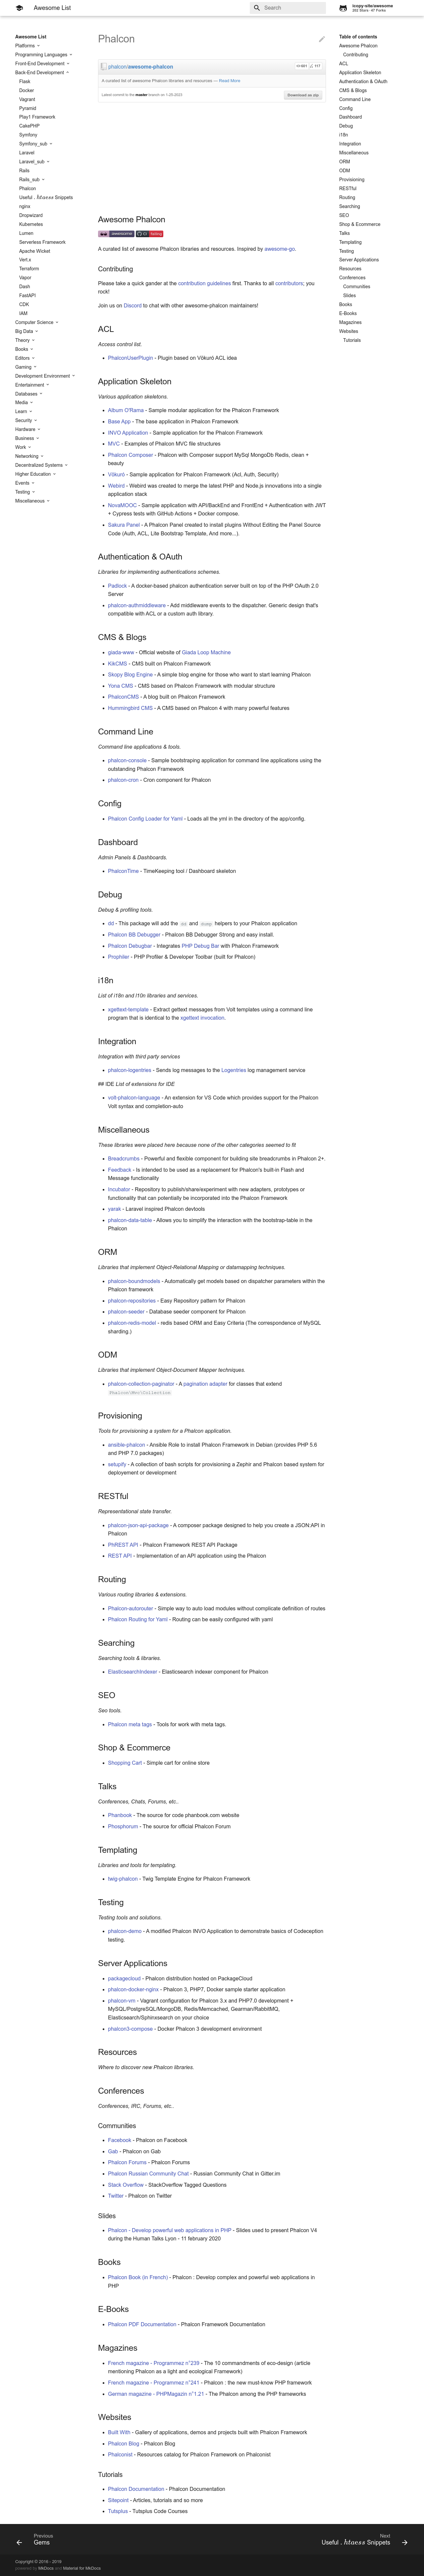 Awesome List
Search
icopy-site/awesome
Awesome List
Platforms
Programming Languages
Front-End Development
Back-End Development
Flask
Docker
Vagrant
Pyramid
Play1 Framework
CakePHP
Symfony
Symfony_sub
Laravel
Laravel_sub
Rails
Rails_sub
Phalcon
Useful . htacess Snippets
nginx
Dropwizard
Kubernetes
Lumen
Serverless Framework
Apache Wicket
Vert.x
Terraform
Vapor
Dash
FastAPI
CDK
IAM
Computer Science
Big Data
Theory
Books
Editors
Gaming
Development Environment
Entertainment
Databases
Media
Learn
Security
Hardware
Business
Work
Networking
Decentralized Systems
Higher Education
Events
Testing
Miscellaneous
Phalcon
phalcon/awesome-phalcon
A curated list of awesome Phalcon libraries and resources — Read More
Latest commit to the master branch on 1-23-2023
Download as zip
Awesome Phalcon
A curated list of awesome Phalcon libraries and resources. Inspired by awesome-go.
Contributing
Please take a quick gander at the contribution guidelines first. Thanks to all contributors; you
rock!
Join us on Discord to chat with other awesome-phalcon maintainers!
ACL
Access control list.
PhalconUserPlugin - Plugin based on Vökuró ACL idea
Application Skeleton
Various application skeletons.
Album O'Rama - Sample modular application for the Phalcon Framework
Base App - The base application in Phalcon Framework
INVO Application - Sample application for the Phalcon Framework
MVC - Examples of Phalcon MVC file structures
Phalcon Composer - Phalcon with Composer support MySql MongoDb Redis, clean +
beauty
Vökuró - Sample application for Phalcon Framework (Acl, Auth, Security)
Webird - Webird was created to merge the latest PHP and Node.js innovations into a single
application stack
NovaMOOC - Sample application with API/BackEnd and FrontEnd + Authentication with JWT
+ Cypress tests with GitHub Actions + Docker compose.
Sakura Panel - A Phalcon Panel created to install plugins Without Editing the Panel Source
Code (Auth, ACL, Lite Bootstrap Template, And more...).
Authentication & OAuth
Libraries for implementing authentications schemes.
Padlock - A docker-based phalcon authentication server built on top of the PHP OAuth 2.0
Server
phalcon-authmiddleware - Add middleware events to the dispatcher. Generic design that's
compatible with ACL or a custom auth library.
CMS & Blogs
giada-www - Official website of Giada Loop Machine
KikCMS - CMS built on Phalcon Framework
Skopy Blog Engine - A simple blog engine for those who want to start learning Phalcon
Yona CMS - CMS based on Phalcon Framework with modular structure
PhalconCMS - A blog built on Phalcon Framework
Hummingbird CMS - A CMS based on Phalcon 4 with many powerful features
Command Line
Command line applications & tools.
phalcon-console - Sample bootstraping application for command line applications using the
outstanding Phalcon Framework
phalcon-cron - Cron component for Phalcon
Config
Phalcon Config Loader for Yaml - Loads all the yml in the directory of the app/config.
Dashboard
Admin Panels & Dashboards.
PhalconTime - TimeKeeping tool / Dashboard skeleton
Debug
Debug & profiling tools.
dd - This package will add the dd and dump helpers to your Phalcon application
Phalcon BB Debugger - Phalcon BB Debugger Strong and easy install.
Phalcon Debugbar - Integrates PHP Debug Bar with Phalcon Framework
Prophiler - PHP Profiler & Developer Toolbar (built for Phalcon)
i18n
List of i18n and l10n libraries and services.
xgettext-template - Extract gettext messages from Volt templates using a command line
program that is identical to the xgettext invocation.
Integration
Integration with third party services
phalcon-logentries - Sends log messages to the Logentries log management service
## IDE List of extensions for IDE
volt-phalcon-language - An extension for VS Code which provides support for the Phalcon
Volt syntax and completion-auto
Miscellaneous
These libraries were placed here because none of the other categories seemed to fit
Breadcrumbs - Powerful and flexible component for building site breadcrumbs in Phalcon 2+.
Feedback - Is intended to be used as a replacement for Phalcon's built-in Flash and
Message functionality
Incubator - Repository to publish/share/experiment with new adapters, prototypes or
functionality that can potentially be incorporated into the Phalcon Framework
yarak - Laravel inspired Phalcon devtools
phalcon-data-table - Allows you to simplify the interaction with the bootstrap-table in the
Phalcon
ORM
Libraries that implement Object-Relational Mapping or datamapping techniques.
phalcon-boundmodels - Automatically get models based on dispatcher parameters within the
Phalcon framework
phalcon-repositories - Easy Repository pattern for Phalcon
phalcon-seeder - Database seeder component for Phalcon
phalcon-redis-model - redis based ORM and Easy Criteria (The correspondence of MySQL
sharding.)
ODM
Libraries that implement Object-Document Mapper techniques.
phalcon-collection-paginator - A pagination adapter for classes that extend
Phalcon\Mvc\Collection
Provisioning
Tools for provisioning a system for a Phalcon application.
ansible-phalcon - Ansible Role to install Phalcon Framework in Debian (provides PHP 5.6
and PHP 7.0 packages)
setupify - A collection of bash scripts for provisioning a Zephir and Phalcon based system for
deployement or development
RESTful
Representational state transfer.
phalcon-json-api-package - A composer package designed to help you create a JSON:API in
Phalcon
PhREST API - Phalcon Framework REST API Package
REST API - Implementation of an API application using the Phalcon
Routing
Various routing libraries & extensions.
Phalcon-autorouter - Simple way to auto load modules without complicate definition of routes
Phalcon Routing for Yaml - Routing can be easily configured with yaml
Searching
Searching tools & libraries.
Elasticsearchindexer - Elasticsearch indexer component for Phalcon
SEO
Seo tools.
Phalcon meta tags - Tools for work with meta tags.
Shop & Ecommerce
Shopping Cart - Simple cart for online store
Talks
Conferences, Chats, Forums, etc..
Phanbook - The source for code phanbook.com website
Phosphorum - The source for official Phalcon Forum
Templating
Libraries and tools for templating.
twig-phalcon - Twig Template Engine for Phalcon Framework
Testing
Testing tools and solutions.
phalcon-demo - A modified Phalcon INVO Application to demonstrate basics of Codeception
testing.
Server Applications
packagecloud - Phalcon distribution hosted on PackageCloud
phalcon-docker-nginx - Phalcon 3, PHP7, Docker sample starter application
phalcon-vm - Vagrant configuration for Phalcon 3.x and PHP7.0 development +
MySQL/PostgreSQL/MongoDB, Redis/Memcached, Gearman/RabbitMQ,
Elasticsearch/Sphinxsearch on your choice
phalcon3-compose - Docker Phalcon 3 development environment
Resources
Where to discover new Phalcon libraries.
Conferences
Conferences, IRC, Forums, etc..
Communities
Facebook - Phalcon on Facebook
Gab - Phalcon on Gab
Phalcon Forums - Phalcon Forums
Phalcon Russian Community Chat - Russian Community Chat in Gitter.im
Stack Overflow - StackOverflow Tagged Questions
Twitter - Phalcon on Twitter
Slides
Phalcon - Develop powerful web applications in PHP - Slides used to present Phalcon V4
during the Human Talks Lyon - 11 february 2020
Books
Phalcon Book (in French) - Phalcon : Develop complex and powerful web applications in
PHP
E-Books
Phalcon PDF Documentation - Phalcon Framework Documentation
Magazines
French magazine - Programmez n°239 - The 10 commandments of eco-design (article
mentioning Phalcon as a light and ecological Framework)
French magazine - Programmez n°241 - Phalcon : the new must-know PHP framework
German magazine - PHPMagazin n°1.21 - The Phalcon among the PHP frameworks
Websites
Built With - Gallery of applications, demos and projects built with Phalcon Framework
Phalcon Blog - Phalcon Blog
Phalconist - Resources catalog for Phalcon Framework on Phalconist
Tutorials
Phalcon Documentation - Phalcon Documentation
Sitepoint - Articles, tutorials and so more
Tutsplus - Tutsplus Code Courses
Table of contents
Awesome Phalcon
Contributing
ACL
Application Skeleton
Authentication & OAuth
CMS & Blogs
Command Line
Config
Dashboard
Debug
i18n
Integration
Miscellaneous
ORM
ODM
Provisioning
RESTful
Routing
Searching
SEO
Shop & Ecommerce
Talks
Templating
Testing
Server Applications
Resources
Conferences
Communities
Slides
Books
E-Books
Magazines
Websites
Tutorials
Previous
Gems
Next
Useful . htacess Snippets
Copyright © 2016 - 2019
powered by MkDocs and Material for MkDocs